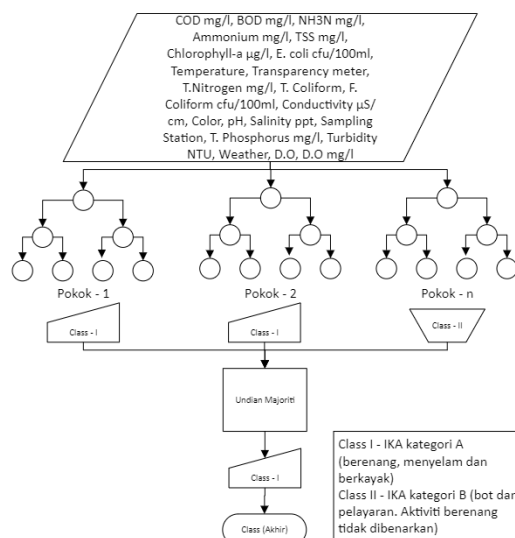 COD mg/l, BOD mg/l, NH3N mg/l,
Ammonium mg/l, TSS mg/l,
Chlorophyll-a µg/l, E. coli cfu/100ml,
Temperature, Transparency meter,
T.Nitrogen mg/l, T. Coliform, F.
Coliform cfu/100ml, Conductivity µS/
cm, Color, pH, Salinity ppt, Sampling
Station, T. Phosphorus mg/l, Turbidity
NTU, Weather, D.O, D.O mg/l
Pokok - 1
Pokok - 2
Pokok - n
Class - I
Class - I
Class - II
Undian Majoriti
Class - I
Class (Akhir)
Class I - IKA kategori A
(berenang, menyelam dan
berkayak)
Class II - IKA kategori B (bot dan
pelayaran. Aktiviti berenang
tidak dibenarkan)